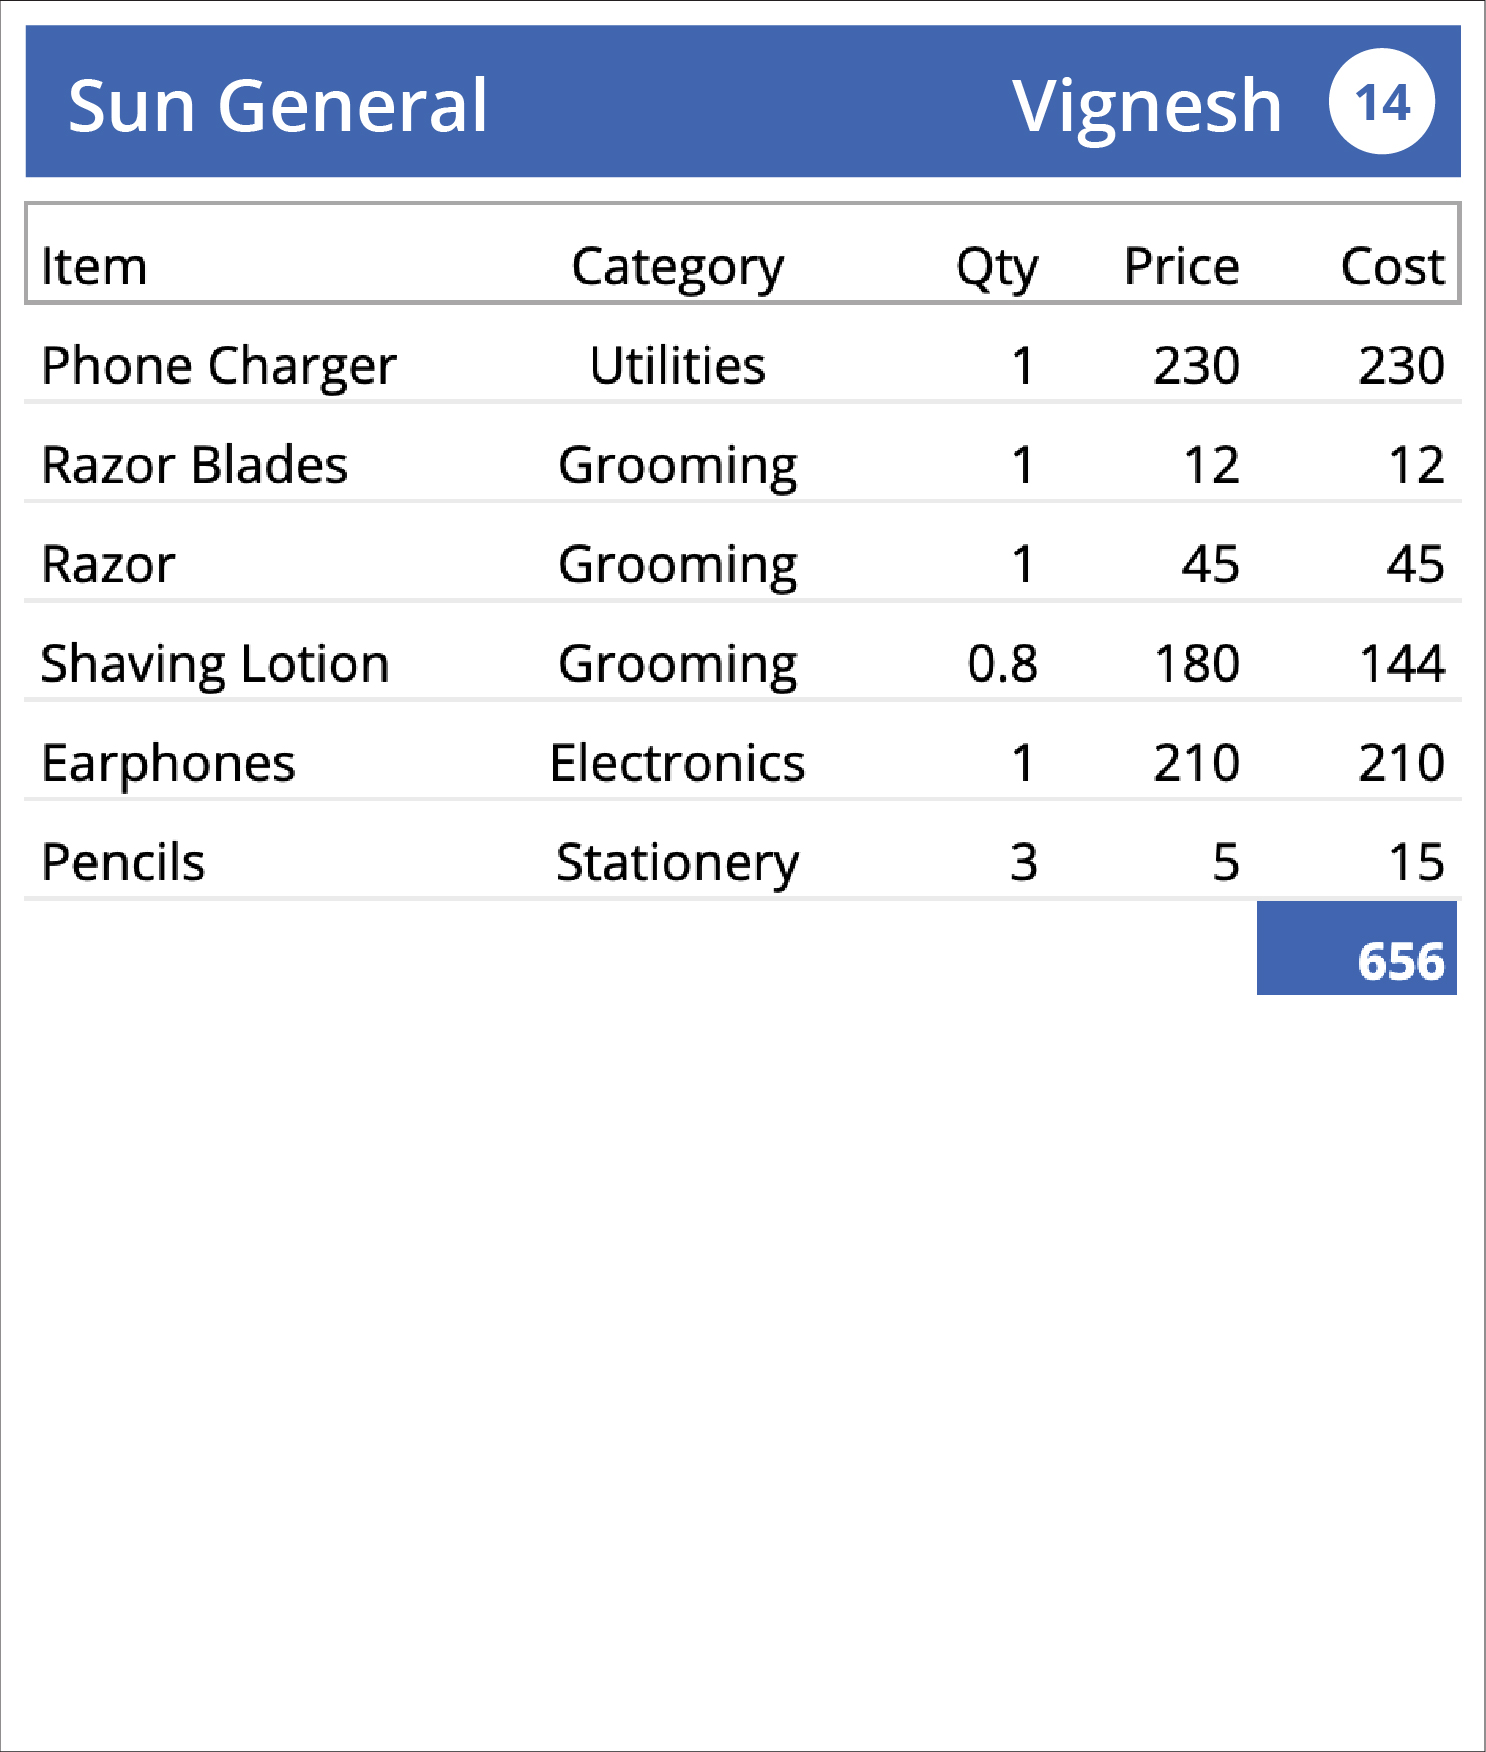 Sun General Vignesh 14
Item Category Qty Price Cost
Phone Charger Utilities 1 230 230
Razor Blades Grooming 1 12 12
Razor Grooming 1 45 45
Shaving Lotion Grooming 0.8 180 144
Earphones Electronics 1 210 210
Pencils Stationery 3 5 15
656